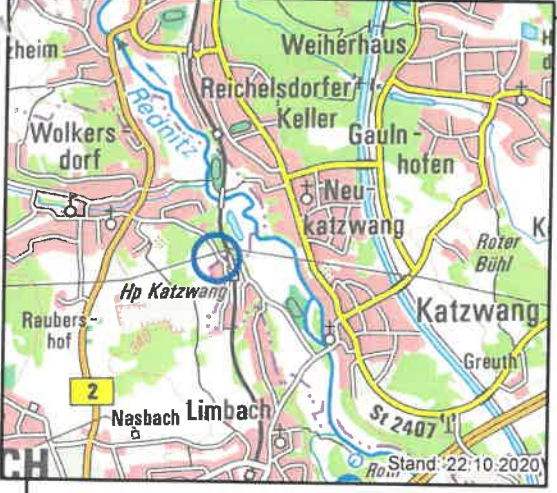 zheim
Weiherhaus
Reichelsdorfer
Keller
Rednitz
Wolkers-
dorf
Gauln-
hofen
Neu-
katzwang
K
Roter
Bühl
Hp Katzwang
Raubers-
hof
Katzwang
Greuth
2
Nasbach
Limbach
St 2407
CH
Stand: 22.10.2020